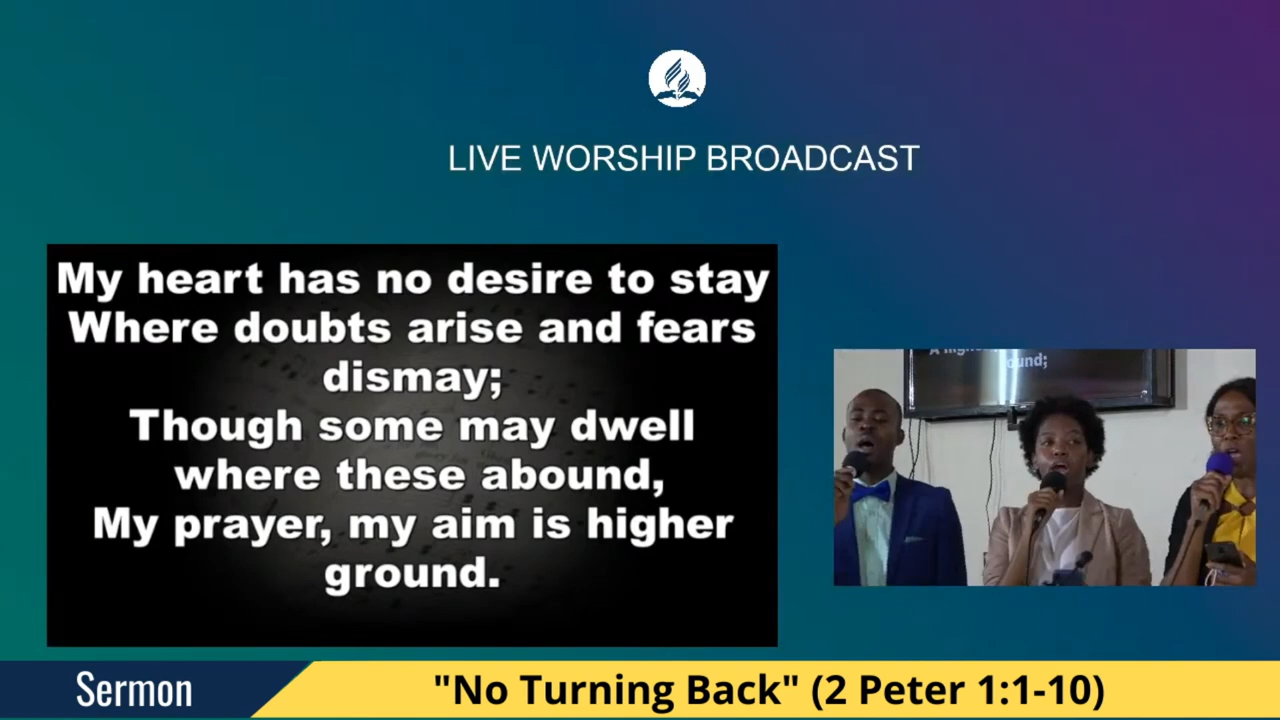 LIVE WORSHIP BROADCAST
My heart has no desire to stay
Where doubts arise and fears
dismay;
Though some may dwell
where these abound,
My prayer, my aim is higher
ground.
ound;
Sermon
"No Turning Back" (2 Peter 1:1-10)